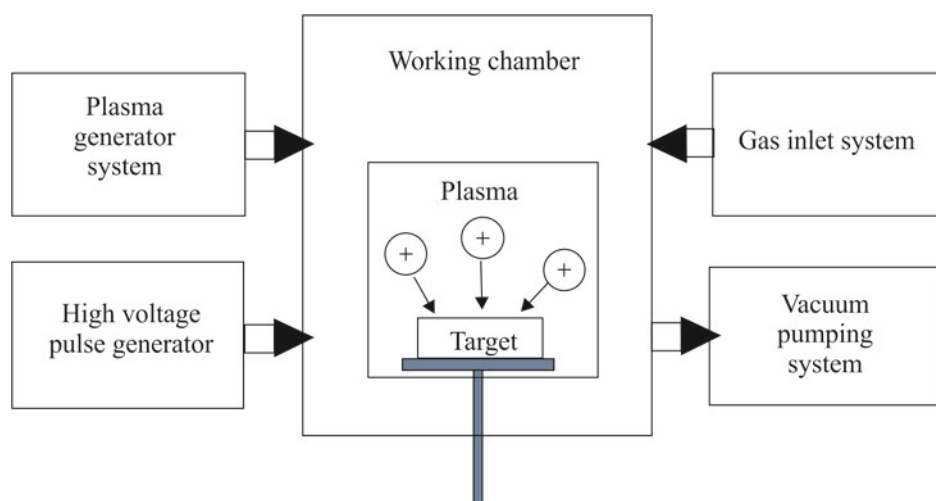 Working chamber
Plasma
generator
system
Gas inlet system
Plasma
+
+
+
High voltage
pulse generator
Target
Vacuum
pumping
system